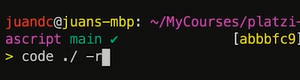 juandc@juans-mbp: ~/MyCourses/platzi-
ascript main ✔ [abbbfc9]
> code ./ -r